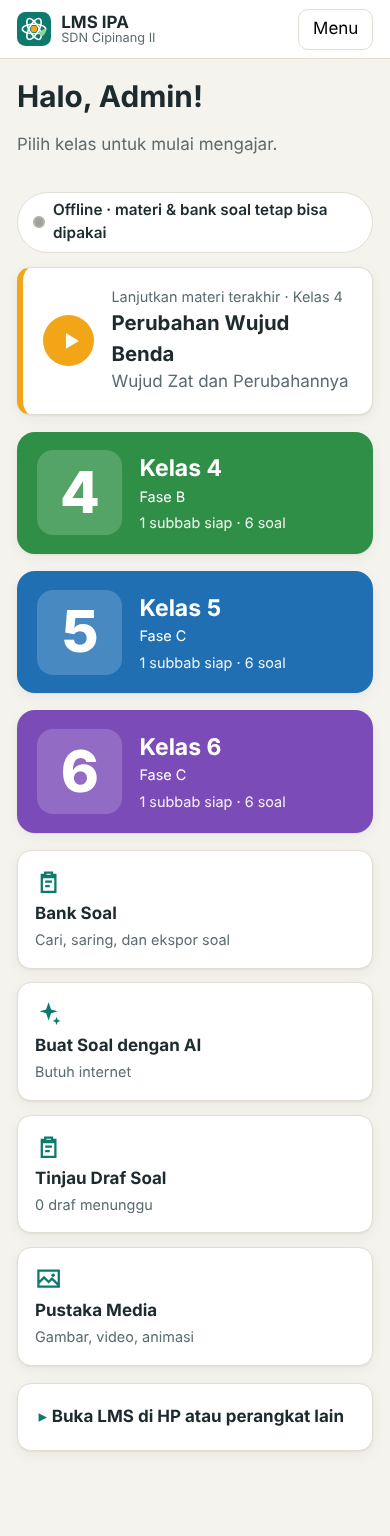 LMS IPA
SDN Cipinang II
Menu
Halo, Admin!
Pilih kelas untuk mulai mengajar.
Offline · materi & bank soal tetap bisa
dipakai
Lanjutkan materi terakhir · Kelas 4
Perubahan Wujud
Benda
Wujud Zat dan Perubahannya
4
Kelas 4
Fase B
1 subbab siap · 6 soal
5
Kelas 5
Fase C
1 subbab siap · 6 soal
6
Kelas 6
Fase C
1 subbab siap · 6 soal
Bank Soal
Cari, saring, dan ekspor soal
Buat Soal dengan AI
Butuh internet
Tinjau Draf Soal
0 draf menunggu
Pustaka Media
Gambar, video, animasi
▸ Buka LMS di HP atau perangkat lain